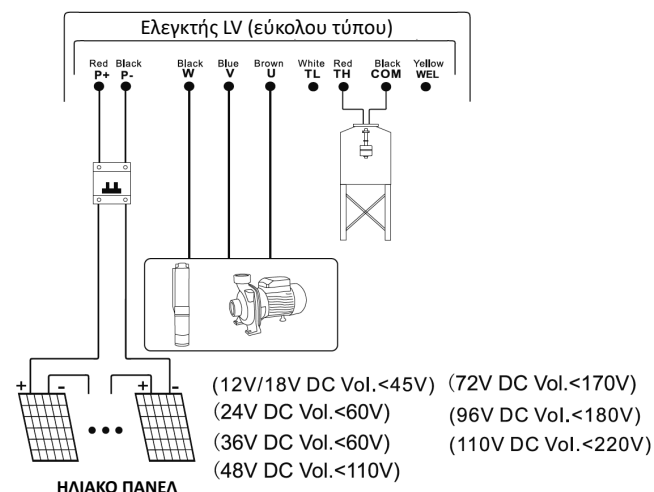 Ελεγκτής LV (εύκολου τύπου)
Red Black Black Blue Brown White Red Black Yellow
P+ P- W V U TL TH COM WEL
+ - + -
(12V/18V DC Vol.<45V) (72V DC Vol.<170V)
(24V DC Vol.<60V) (96V DC Vol.<180V)
(36V DC Vol.<60V) (110V DC Vol.<220V)
(48V DC Vol.<110V)
ΗΛΙΑΚΟ ΠΑΝΕΛ